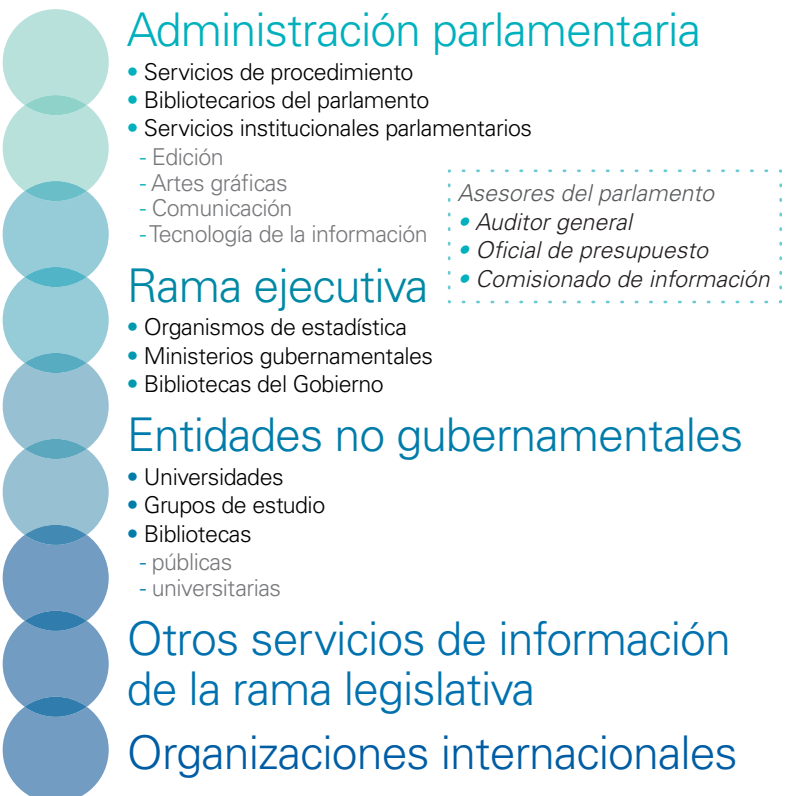 Administración parlamentaria
• Servicios de procedimiento
• Bibliotecarios del parlamento
• Servicios institucionales parlamentarios
- Edición
- Artes gráficas
- Comunicación
- Tecnología de la información
Asesores del parlamento
• Auditor general
• Oficial de presupuesto
• Comisionado de información
Rama ejecutiva
• Organismos de estadística
• Ministerios gubernamentales
• Bibliotecas del Gobierno
Entidades no gubernamentales
• Universidades
• Grupos de estudio
• Bibliotecas
- públicas
- universitarias
Otros servicios de información
de la rama legislativa
Organizaciones internacionales